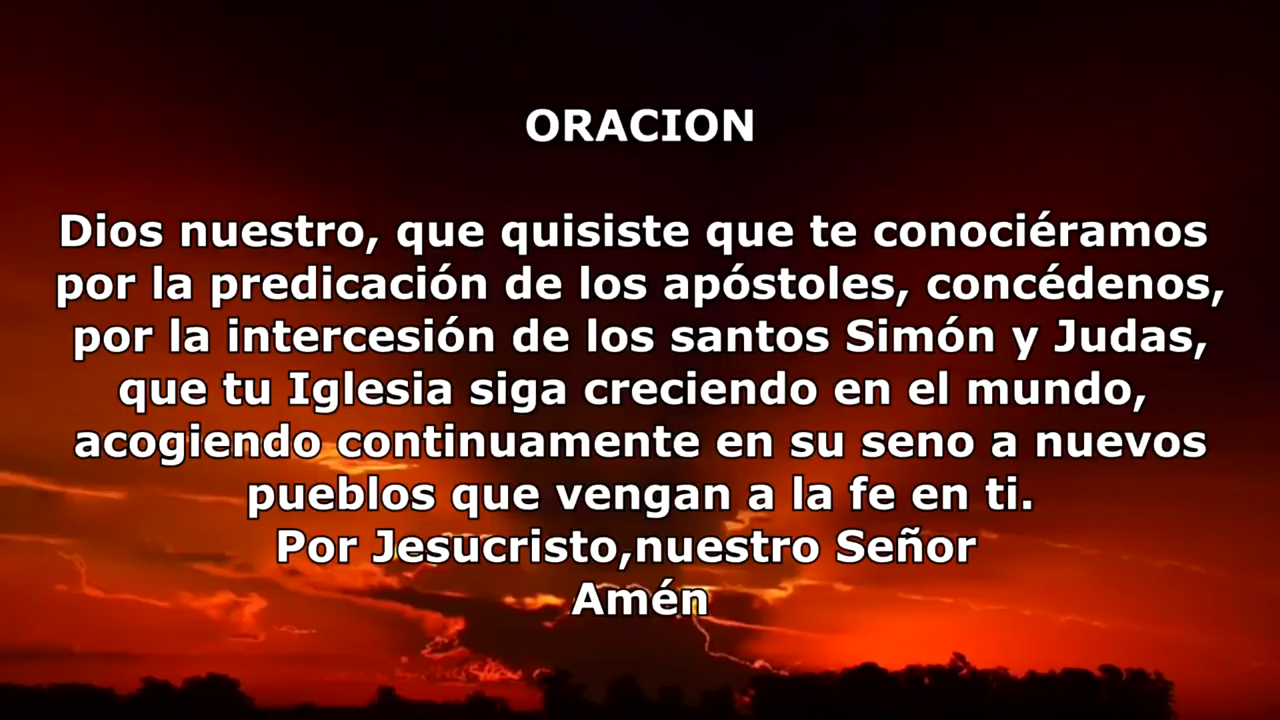 ORACION
Dios nuestro, que quisiste que te conociéramos
por la predicación de los apóstoles, concédenos,
por la intercesión de los santos Simón y Judas,
que tu Iglesia siga creciendo en el mundo,
acogiendo continuamente en su seno a nuevos
pueblos que vengan a la fe en ti.
Por Jesucristo,nuestro Señor
Amén